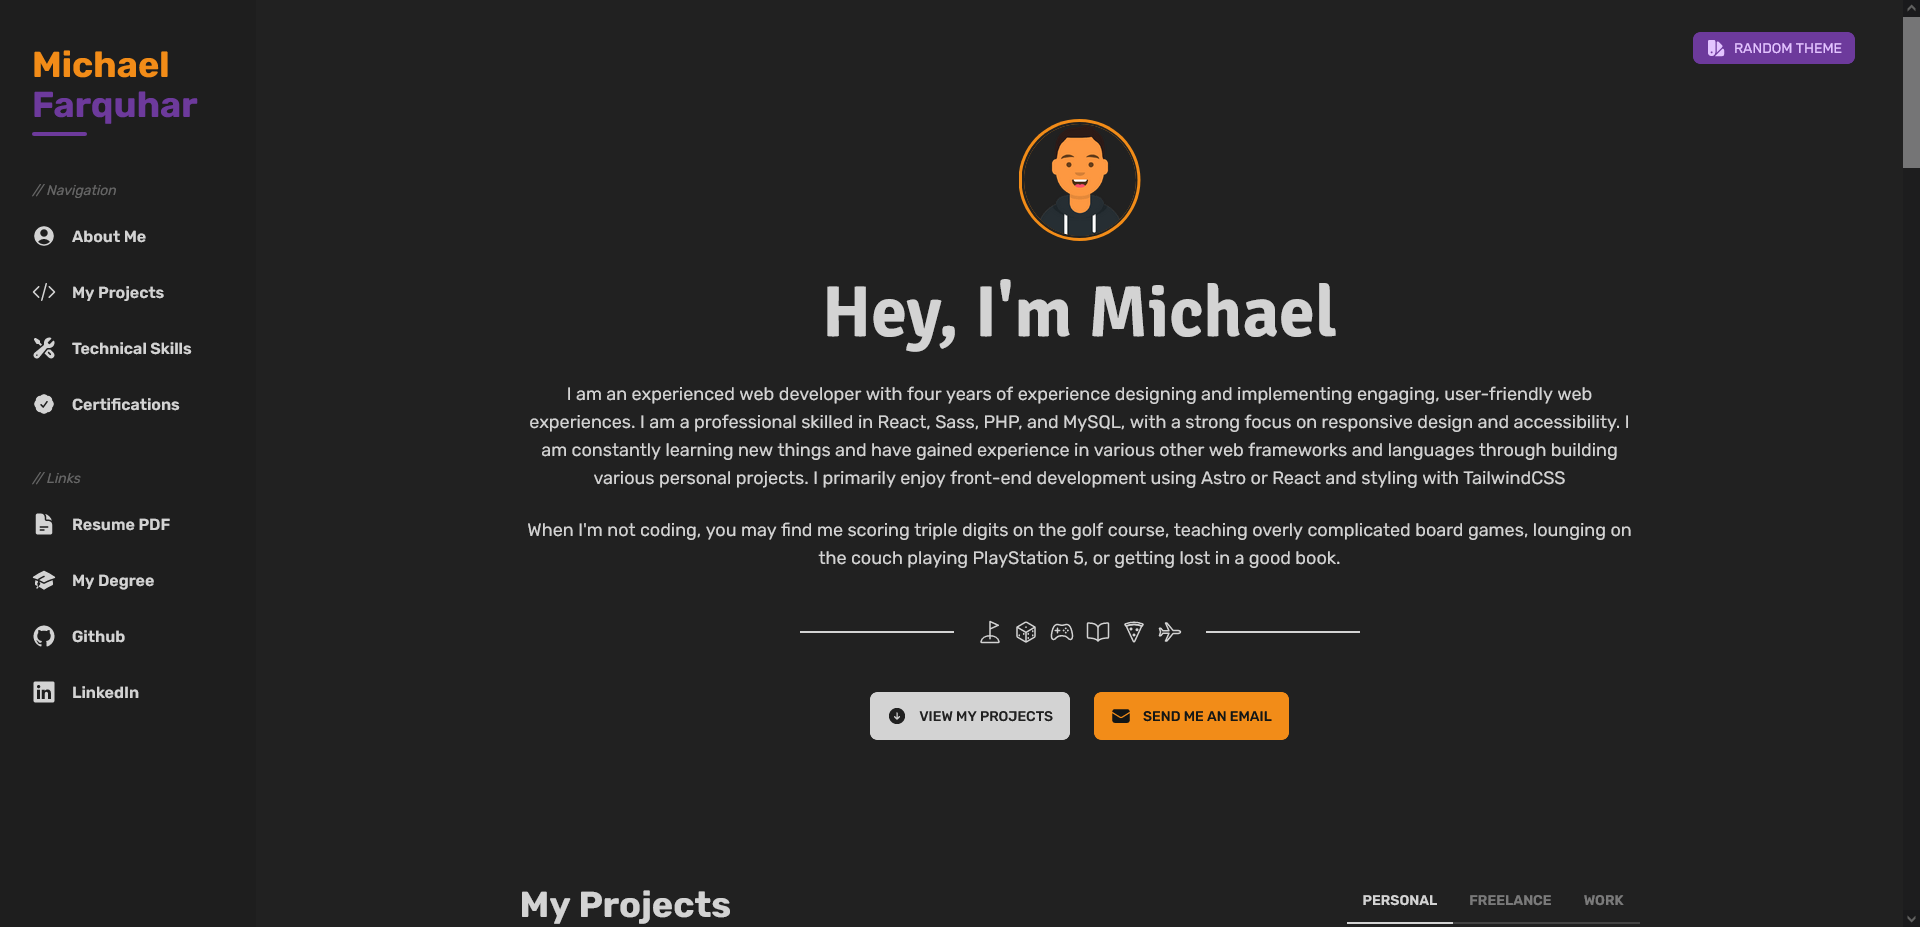 Michael
Farquhar
// Navigation
About Me
My Projects
Technical Skills
Certifications
// Links
Resume PDF
My Degree
Github
LinkedIn
RANDOM THEME
Hey, I'm Michael
I am an experienced web developer with four years of experience designing and implementing engaging, user-friendly web
experiences. I am a professional skilled in React, Sass, PHP, and MySQL, with a strong focus on responsive design and accessibility. I
am constantly learning new things and have gained experience in various other web frameworks and languages through building
various personal projects. I primarily enjoy front-end development using Astro or React and styling with TailwindCSS
When I'm not coding, you may find me scoring triple digits on the golf course, teaching overly complicated board games, lounging on
the couch playing PlayStation 5, or getting lost in a good book.
VIEW MY PROJECTS
SEND ME AN EMAIL
My Projects
PERSONAL
FREELANCE
WORK